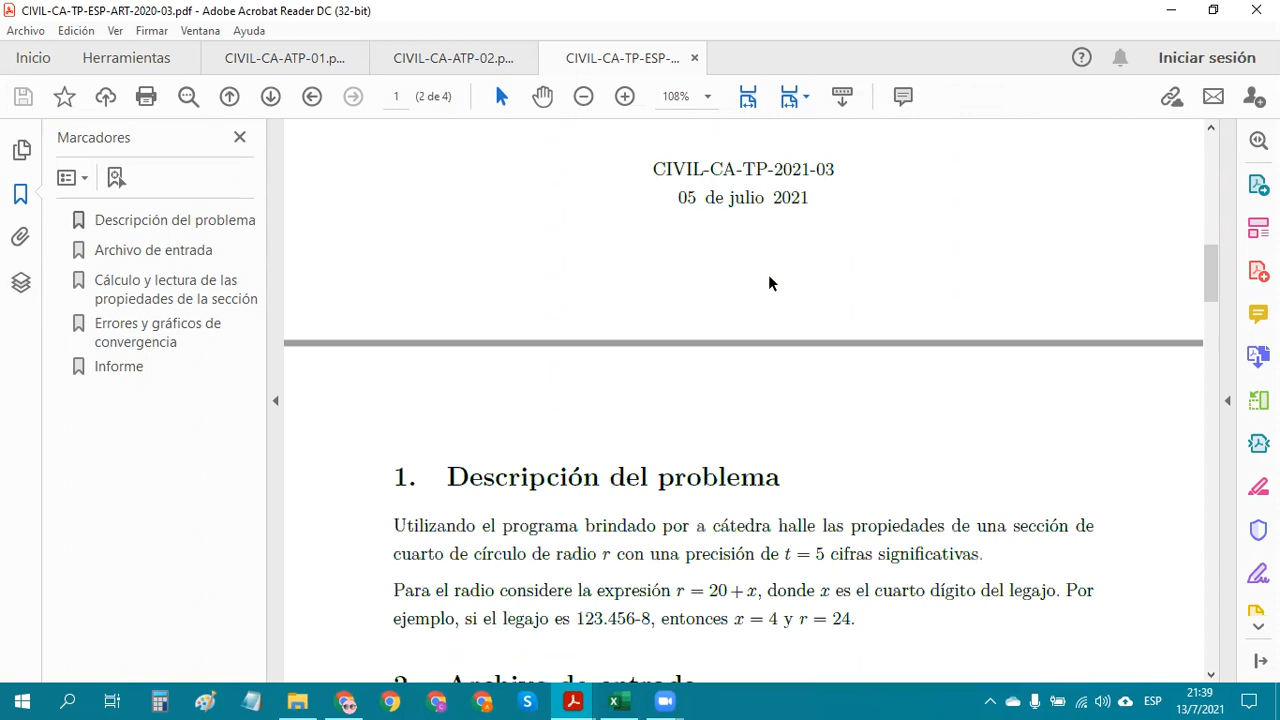 CIVIL-CA-TP-ESP-ART-2020-03.pdf - Adobe Acrobat Reader DC (32-bit)
Archivo Edición Ver Firmar Ventana Ayuda
Inicio Herramientas CIVIL-CA-ATP-01.p... CIVIL-CA-ATP-02.p... CIVIL-CA-TP-ESP-... Iniciar sesión
1 (2 de 4) 108%
Marcadores
Descripción del problema
Archivo de entrada
Cálculo y lectura de las
propiedades de la sección
Errores y gráficos de
convergencia
Informe
CIVIL-CA-TP-2021-03
05 de julio 2021
1. Descripción del problema
Utilizando el programa brindado por a cátedra halle las propiedades de una sección de
cuarto de círculo de radio r con una precisión de t = 5 cifras significativas.
Para el radio considere la expresión r = 20 + x, donde x es el cuarto dígito del legajo. Por
ejemplo, si el legajo es 123.456-8, entonces x = 4 y r = 24.
2. Archivo de entrada
ESP
21:39
13/7/2021